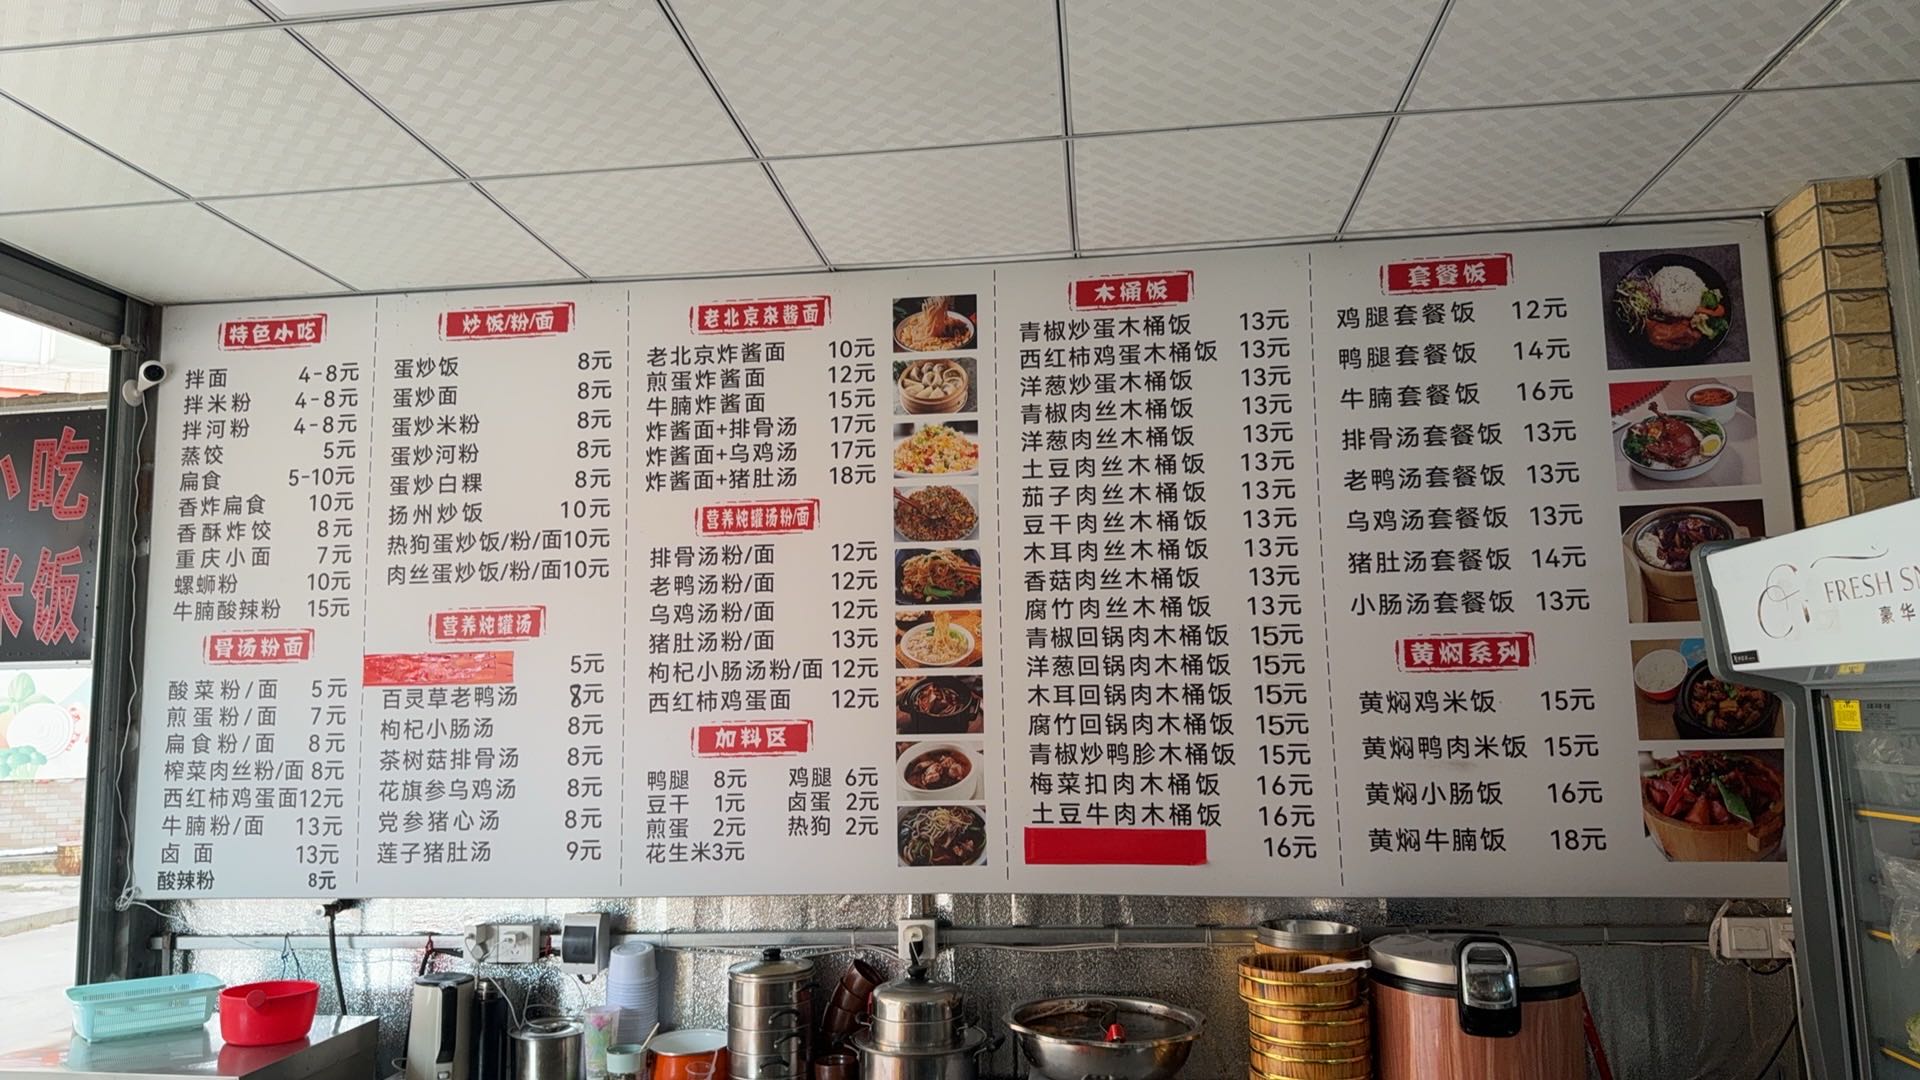 特色小吃
拌面 4-8元
拌米粉 4-8元
拌河粉 4-8元
蒸饺 5元
扁食 5-10元
香炸扁食 10元
香酥炸饺 8元
重庆小面 7元
螺蛳粉 10元
牛腩酸辣粉 15元
骨汤粉面
酸菜粉/面 5元
煎蛋粉/面 7元
扁食粉/面 8元
榨菜肉丝粉/面 8元
西红柿鸡蛋面 12元
牛腩粉/面 13元
卤面 13元
酸辣粉 8元
炒饭/粉/面
蛋炒饭 8元
蛋炒面 8元
蛋炒米粉 8元
蛋炒河粉 8元
蛋炒白粿 8元
扬州炒饭 10元
热狗蛋炒饭/粉/面10元
肉丝蛋炒饭/粉/面10元
营养炖罐汤
5元
百灵草老鸭汤 8元
枸杞小肠汤 8元
茶树菇排骨汤 8元
花旗参乌鸡汤 8元
党参猪心汤 8元
莲子猪肚汤 9元
老北京杂酱面
老北京炸酱面 10元
煎蛋炸酱面 12元
牛腩炸酱面 15元
炸酱面+排骨汤 17元
炸酱面+乌鸡汤 17元
炸酱面+猪肚汤 18元
营养炖罐汤粉/面
排骨汤粉/面 12元
老鸭汤粉/面 12元
乌鸡汤粉/面 12元
猪肚汤粉/面 13元
枸杞小肠汤粉/面 12元
西红柿鸡蛋面 12元
加料区
鸭腿 8元 鸡腿 6元
豆干 1元 卤蛋 2元
煎蛋 2元 热狗 2元
花生米3元
木桶饭
青椒炒蛋木桶饭 13元
西红柿鸡蛋木桶饭 13元
洋葱炒蛋木桶饭 13元
青椒肉丝木桶饭 13元
洋葱肉丝木桶饭 13元
土豆肉丝木桶饭 13元
茄子肉丝木桶饭 13元
豆干肉丝木桶饭 13元
木耳肉丝木桶饭 13元
香菇肉丝木桶饭 13元
腐竹肉丝木桶饭 13元
青椒回锅肉木桶饭 15元
洋葱回锅肉木桶饭 15元
木耳回锅肉木桶饭 15元
腐竹回锅肉木桶饭 15元
青椒炒鸭胗木桶饭 15元
梅菜扣肉木桶饭 16元
土豆牛肉木桶饭 16元
16元
套餐饭
鸡腿套餐饭 12元
鸭腿套餐饭 14元
牛腩套餐饭 16元
排骨汤套餐饭 13元
老鸭汤套餐饭 13元
乌鸡汤套餐饭 13元
猪肚汤套餐饭 14元
小肠汤套餐饭 13元
黄焖系列
黄焖鸡米饭 15元
黄焖鸭肉米饭 15元
黄焖小肠饭 16元
黄焖牛腩饭 18元
小吃
米饭
FRESH
豪华